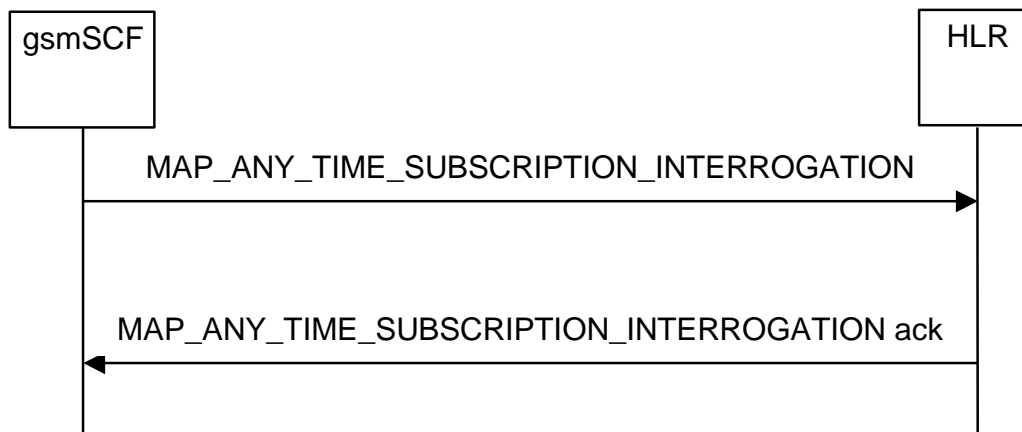 gsmSCF
HLR
MAP_ANY_TIME_SUBSCRIPTION_INTERROGATION
MAP_ANY_TIME_SUBSCRIPTION_INTERROGATION ack